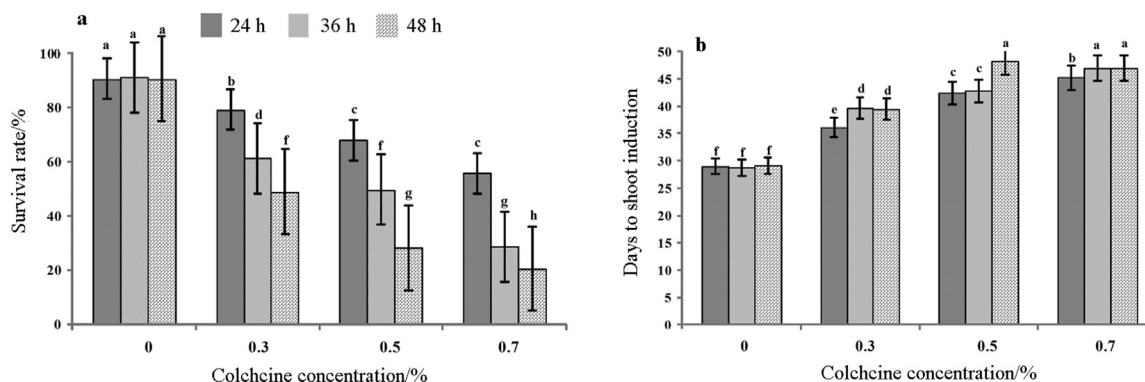 a
24 h 36 h 48 h
100
80
60
40
20
0
Survival rate/%
a a a
b d f
c f g
c g h
0 0.3 0.5 0.7
Colchcine concentration/%
b
50
45
40
35
30
25
20
15
10
5
0
Days to shoot induction
f f f
e d d
c c a
b a a
0 0.3 0.5 0.7
Colchcine concentration/%